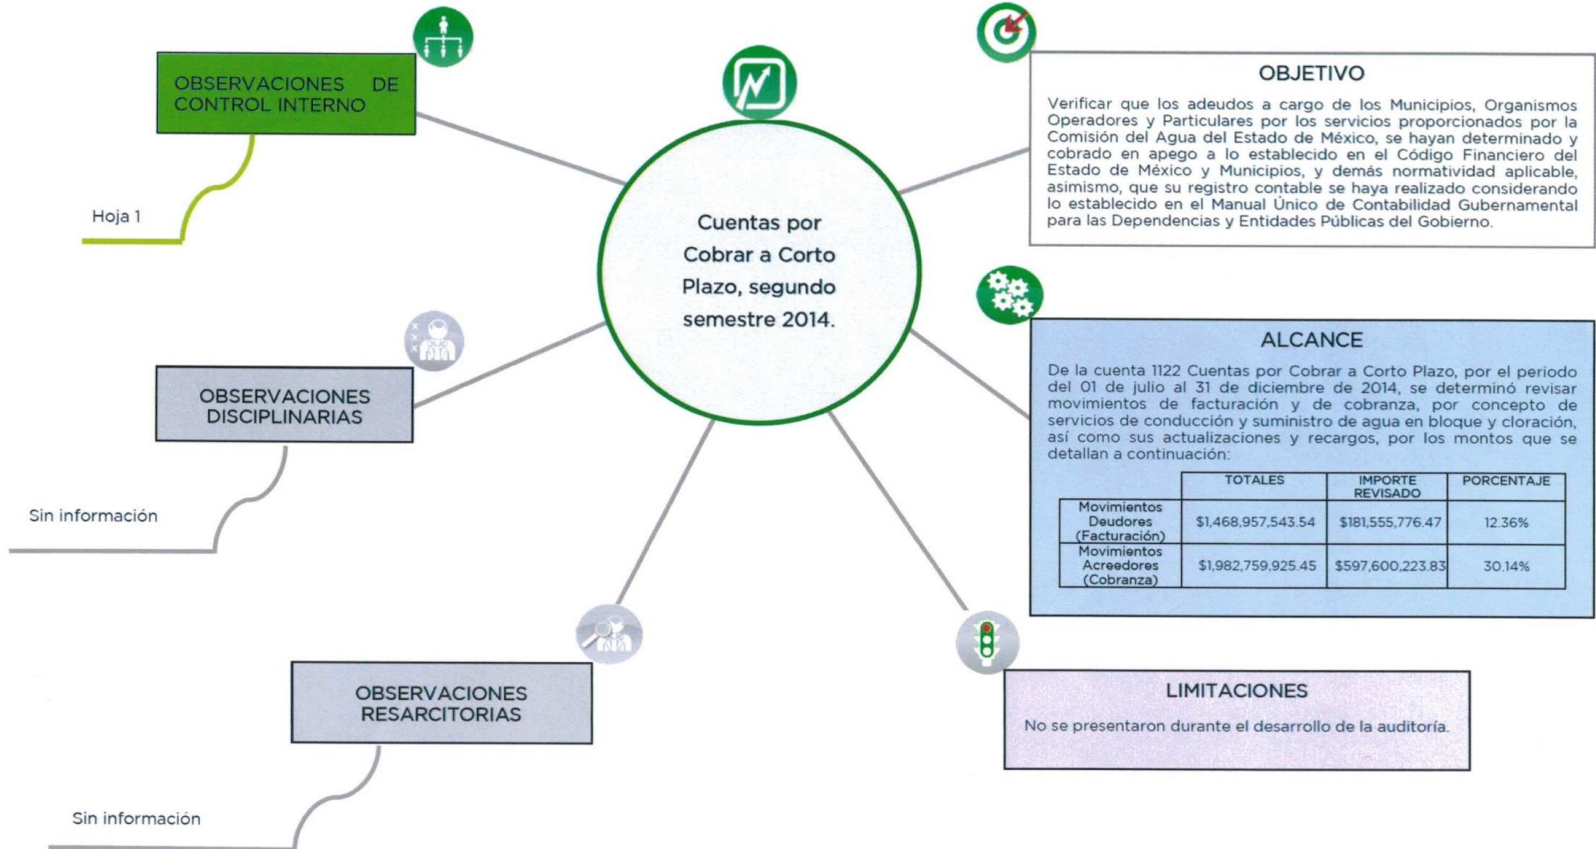 OBSERVACIONES DE
CONTROL INTERNO
Hoja 1
OBSERVACIONES
DISCIPLINARIAS
Sin información
OBSERVACIONES
RESARCITORIAS
Sin información
Cuentas por
Cobrar a Corto
Plazo, segundo
semestre 2014.
OBJETIVO
Verificar que los adeudos a cargo de los Municipios, Organismos
Operadores y Particulares por los servicios proporcionados por la
Comisión del Agua del Estado de México, se hayan determinado y
cobrado en apego a lo establecido en el Código Financiero del
Estado de México y Municipios, y demás normatividad aplicable,
asimismo, que su registro contable se haya realizado considerando
lo establecido en el Manual Único de Contabilidad Gubernamental
para las Dependencias y Entidades Públicas del Gobierno.
ALCANCE
De la cuenta 1122 Cuentas por Cobrar a Corto Plazo, por el periodo
del 01 de julio al 31 de diciembre de 2014, se determinó revisar
movimientos de facturación y de cobranza, por concepto de
servicios de conducción y suministro de agua en bloque y cloración,
así como sus actualizaciones y recargos, por los montos que se
detallan a continuación:
TOTALES IMPORTE REVISADO PORCENTAJE
Movimientos Deudores (Facturación) $1,468,957,543.54 $181,555,776.47 12.36%
Movimientos Acreedores (Cobranza) $1,982,759,925.45 $597,600,223.83 30.14%
LIMITACIONES
No se presentaron durante el desarrollo de la auditoría.